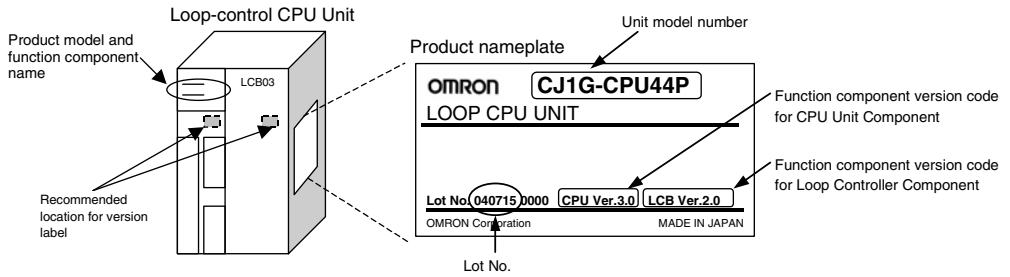 Loop-control CPU Unit
Product model and
function component
name
LCB03
Recommended
location for version
label
Product nameplate
Unit model number
OMRON
CJ1G-CPU44P
LOOP CPU UNIT
Lot No. 040715 0000 CPU Ver.3.0 LCB Ver.2.0
OMRON Corporation MADE IN JAPAN
Lot No.
Function component version code
for CPU Unit Component
Function component version code
for Loop Controller Component